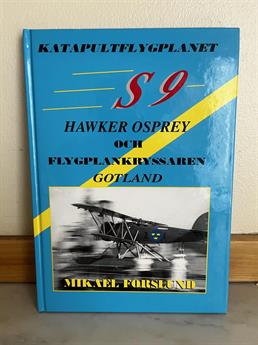 KATAPULTFLYGPLANET
S 9
HAWKER OSPREY
OCH
FLYGPLANKRYSSAREN
GOTLAND
MIKAEL FORSLUND